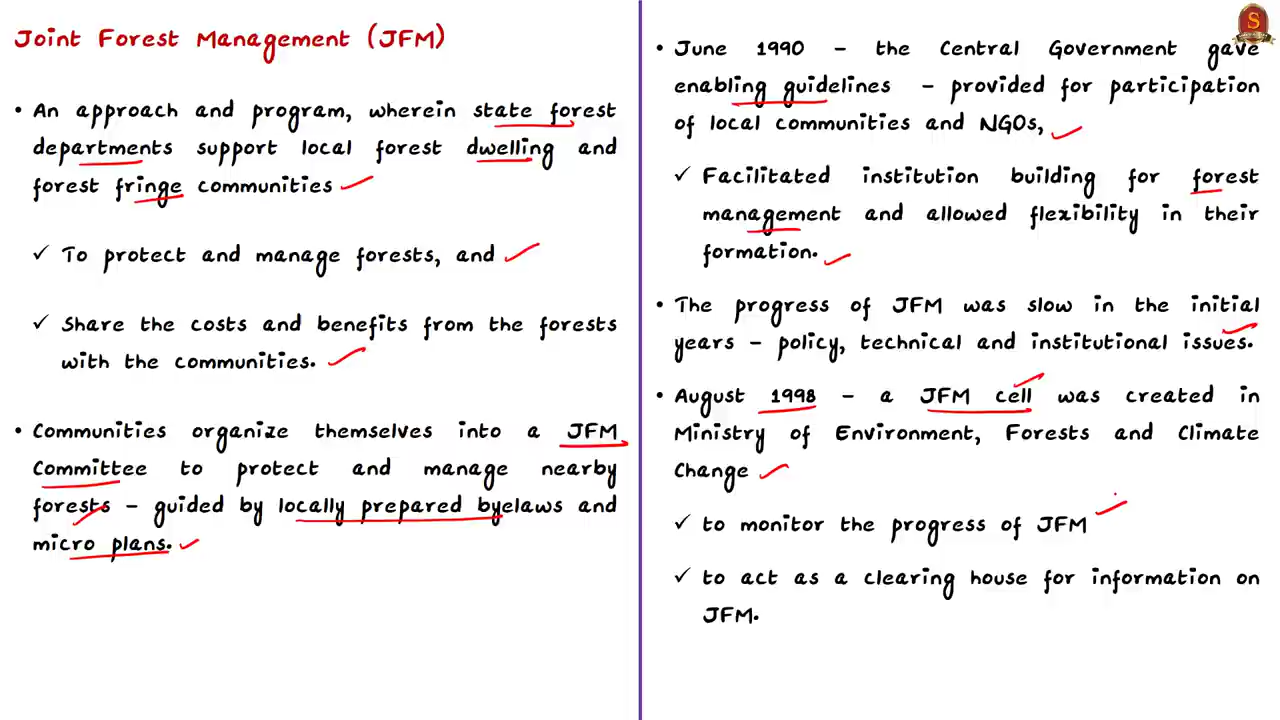 Joint Forest Management (JFM)
• An approach and program, wherein state forest
departments support local forest dwelling and
forest fringe communities
✓ To protect and manage forests, and
✓ Share the costs and benefits from the forests
with the communities.
• Communities organize themselves into a JFM
Committee to protect and manage nearby
forests – guided by locally prepared byelaws and
micro plans.
• June 1990 – the Central Government gave
enabling guidelines – provided for participation
of local communities and NGOs,
✓ Facilitated institution building for forest
management and allowed flexibility in their
formation.
• The progress of JFM was slow in the initial
years – policy, technical and institutional issues.
• August 1998 – a JFM cell was created in
Ministry of Environment, Forests and Climate
Change
✓ to monitor the progress of JFM
✓ to act as a clearing house for information on
JFM.
S